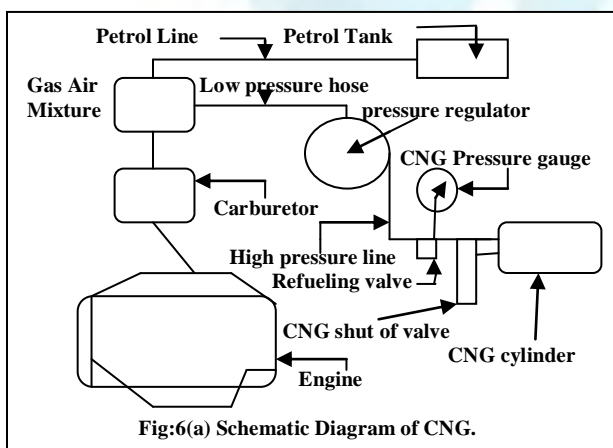 Petrol Line
Petrol Tank
Gas Air
Mixture
Low pressure hose
pressure regulator
CNG Pressure gauge
Carburetor
High pressure line
Refueling valve
CNG shut of valve
CNG cylinder
Engine
Fig:6(a) Schematic Diagram of CNG.